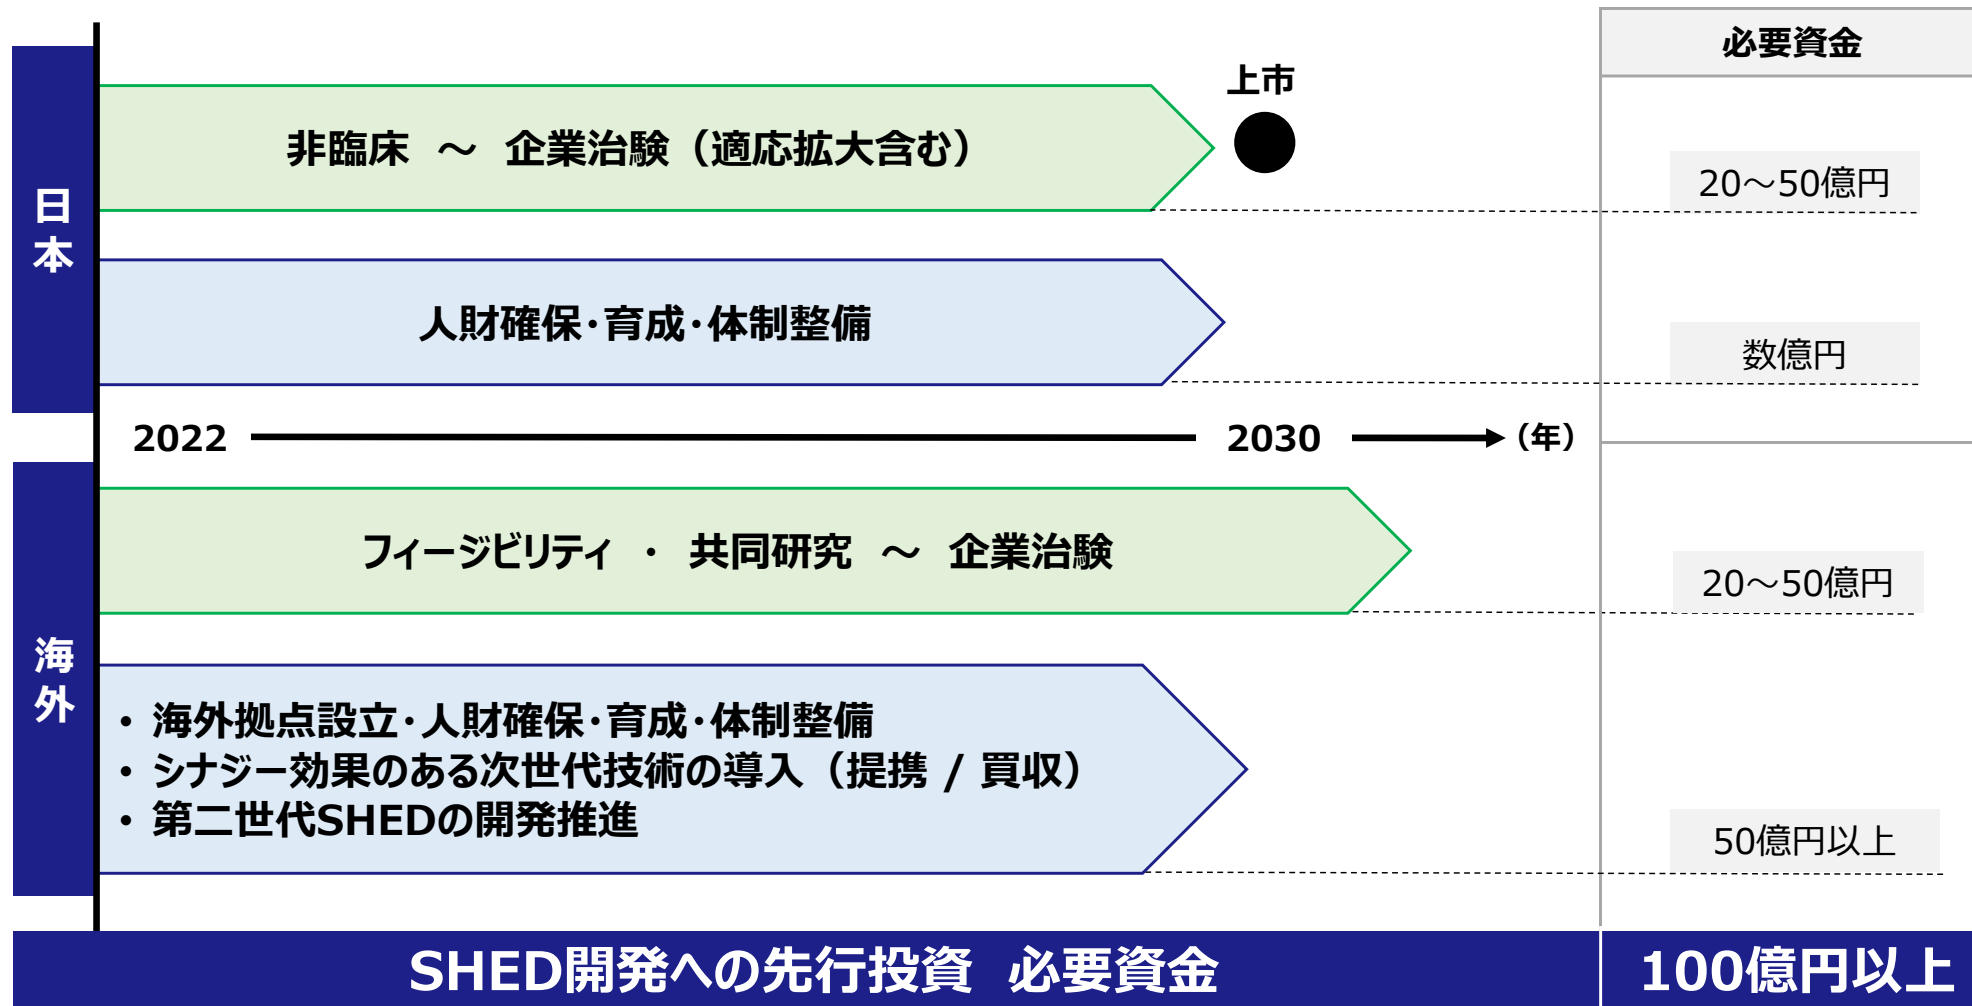 必要資金
日本
上市
非臨床 ～ 企業治験（適応拡大含む）
20～50億円
人財確保･育成･体制整備
数億円
2022 2030 （年）
海外
フィージビリティ ・ 共同研究 ～ 企業治験
20～50億円
• 海外拠点設立･人財確保･育成･体制整備
• シナジー効果のある次世代技術の導入（提携 / 買収）
• 第二世代SHEDの開発推進
50億円以上
SHED開発への先行投資 必要資金
100億円以上